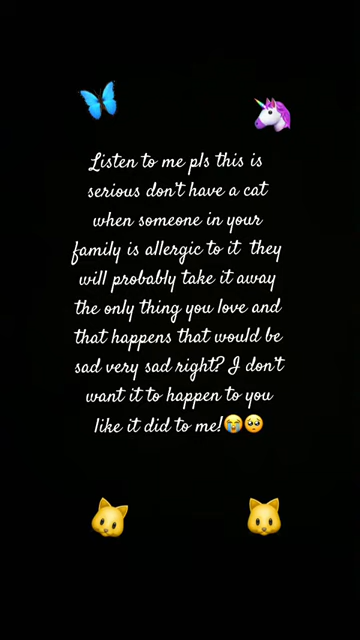 Listen to me pls this is
serious don't have a cat
when someone in your
family is allergic to it they
will probably take it away
the only thing you love and
that happens that would be
sad very sad right? I don't
want it to happen to you
like it did to me!😭🥺